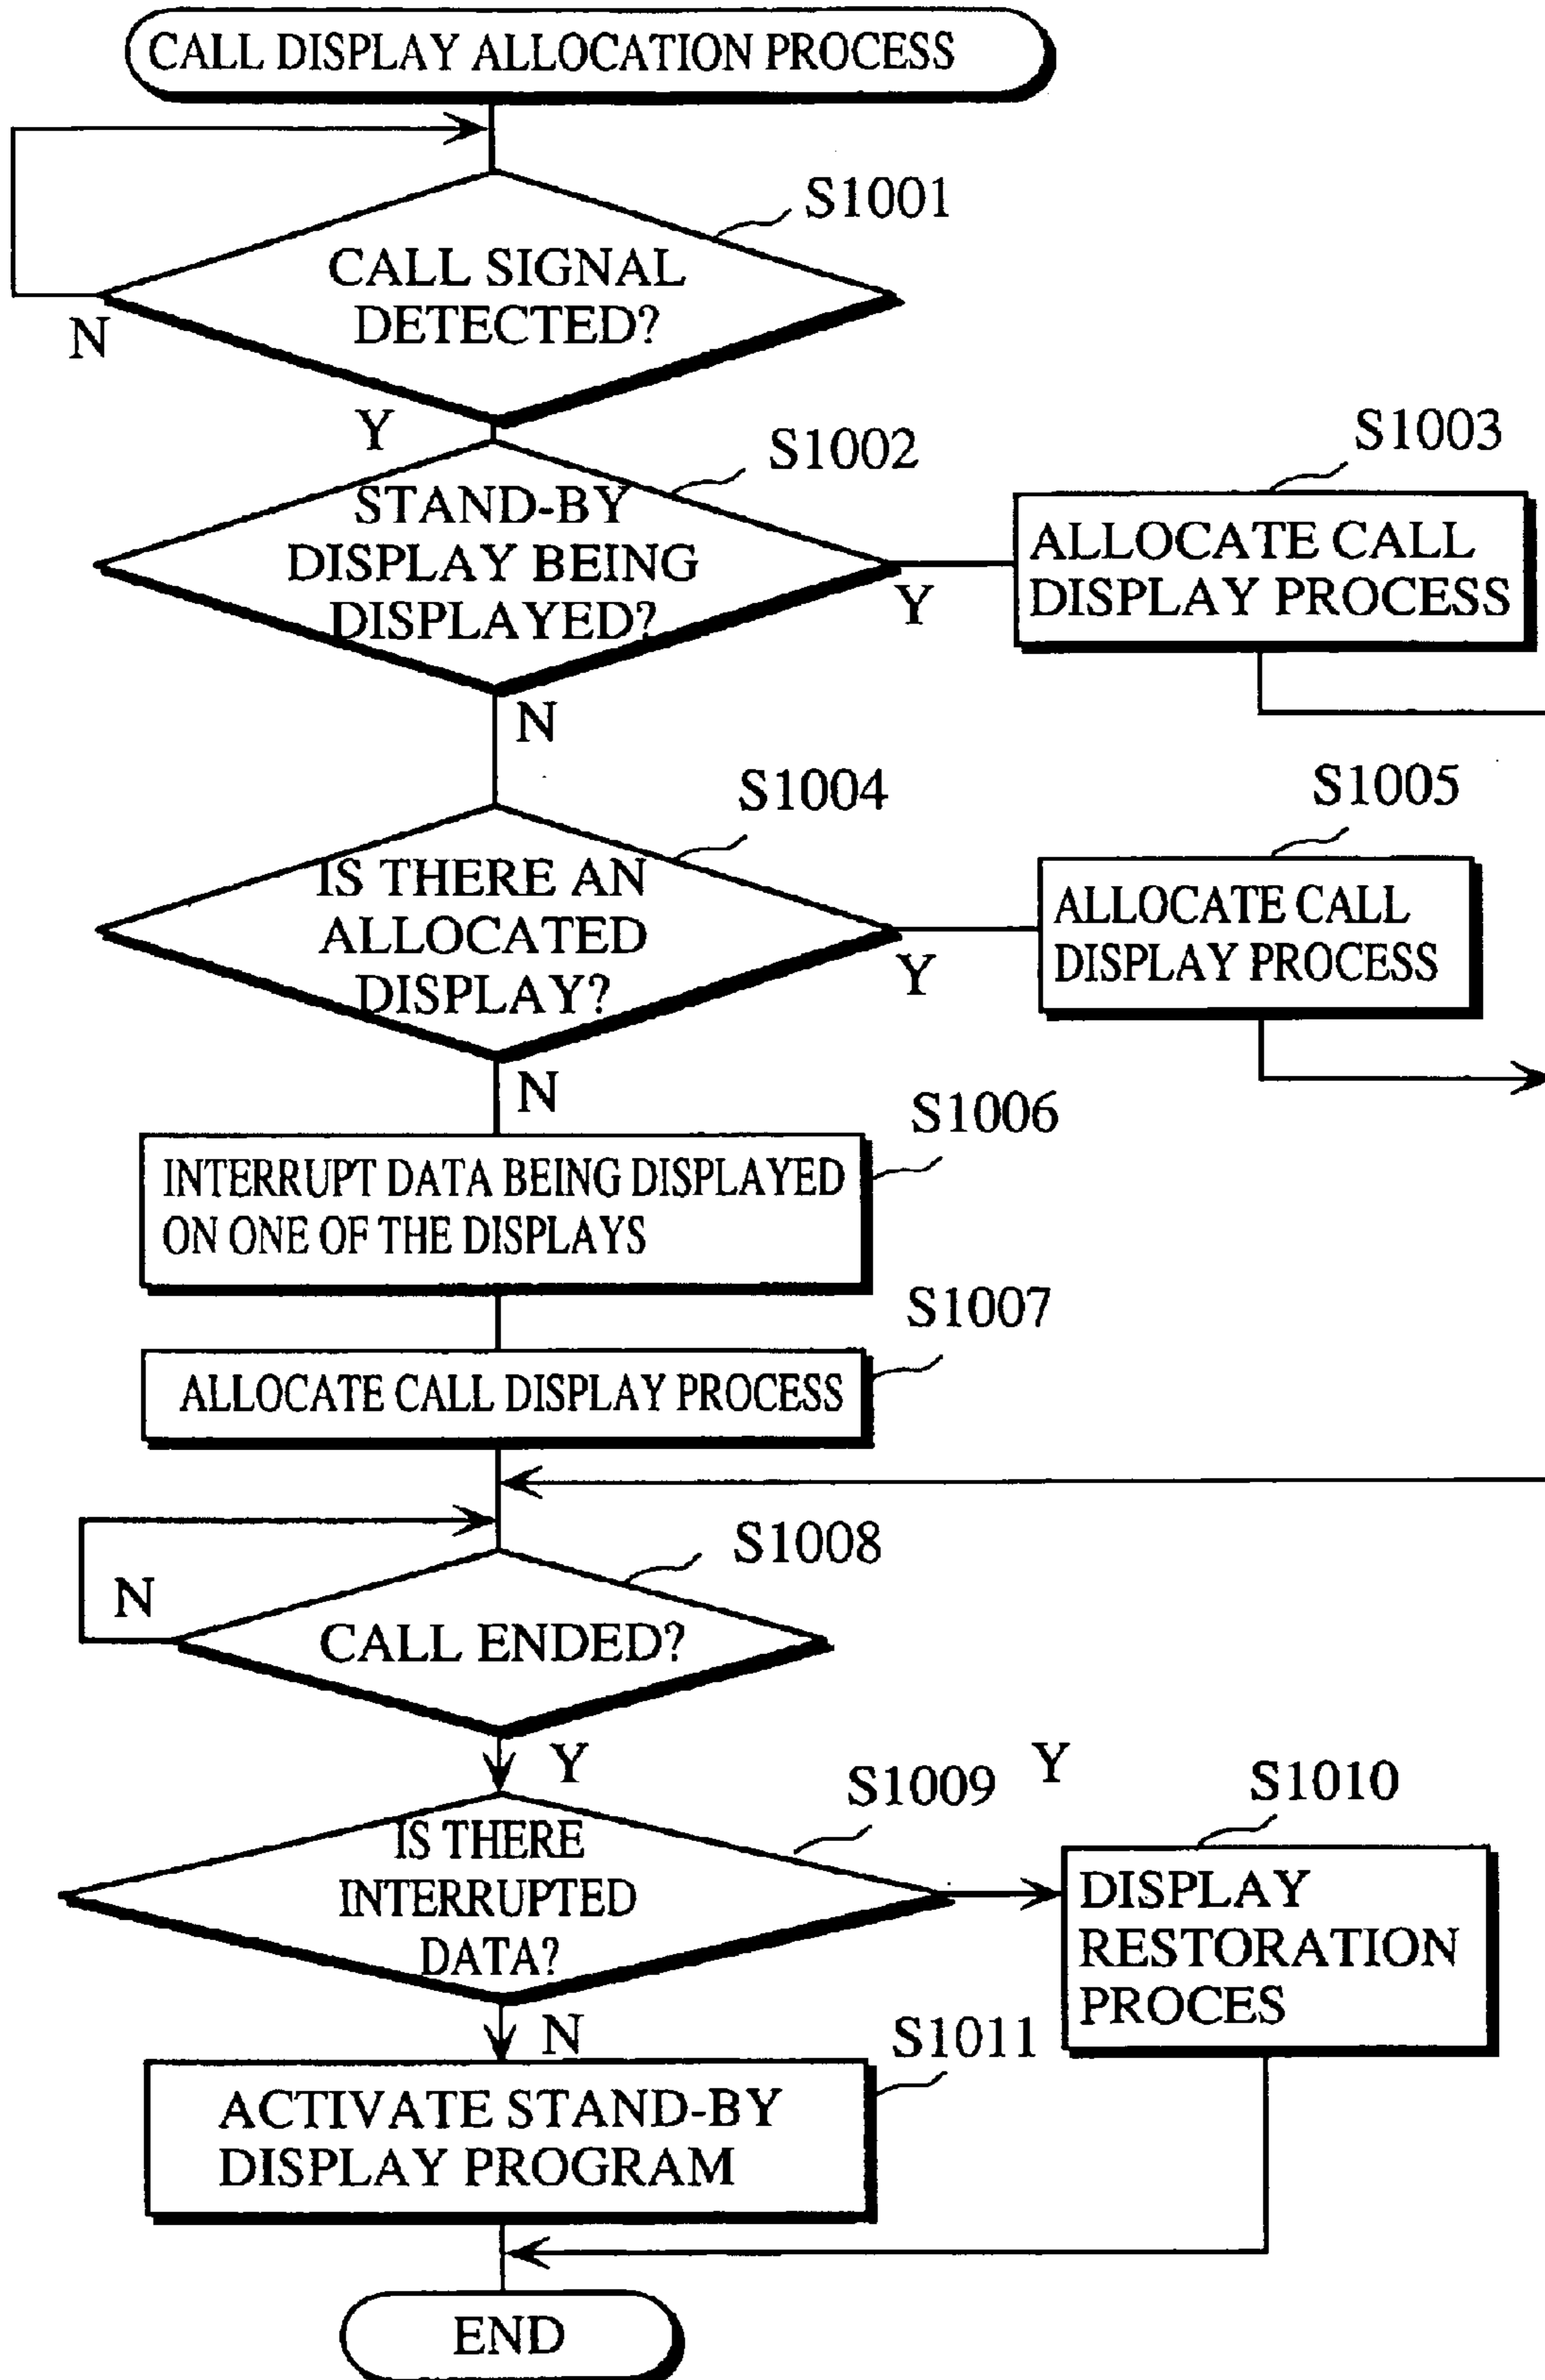 CALL DISPLAY ALLOCATION PROCESS
S1001
CALL SIGNAL
DETECTED?
N
Y
S1002
STAND-BY
DISPLAY BEING
DISPLAYED?
Y
S1003
ALLOCATE CALL
DISPLAY PROCESS
N
S1004
IS THERE AN
ALLOCATED
DISPLAY?
Y
S1005
ALLOCATE CALL
DISPLAY PROCESS
N
S1006
INTERRUPT DATA BEING DISPLAYED
ON ONE OF THE DISPLAYS
S1007
ALLOCATE CALL DISPLAY PROCESS
S1008
N
CALL ENDED?
Y
S1009
Y
IS THERE
INTERRUPTED
DATA?
S1010
DISPLAY
RESTORATION
PROCES
N
S1011
ACTIVATE STAND-BY
DISPLAY PROGRAM
END